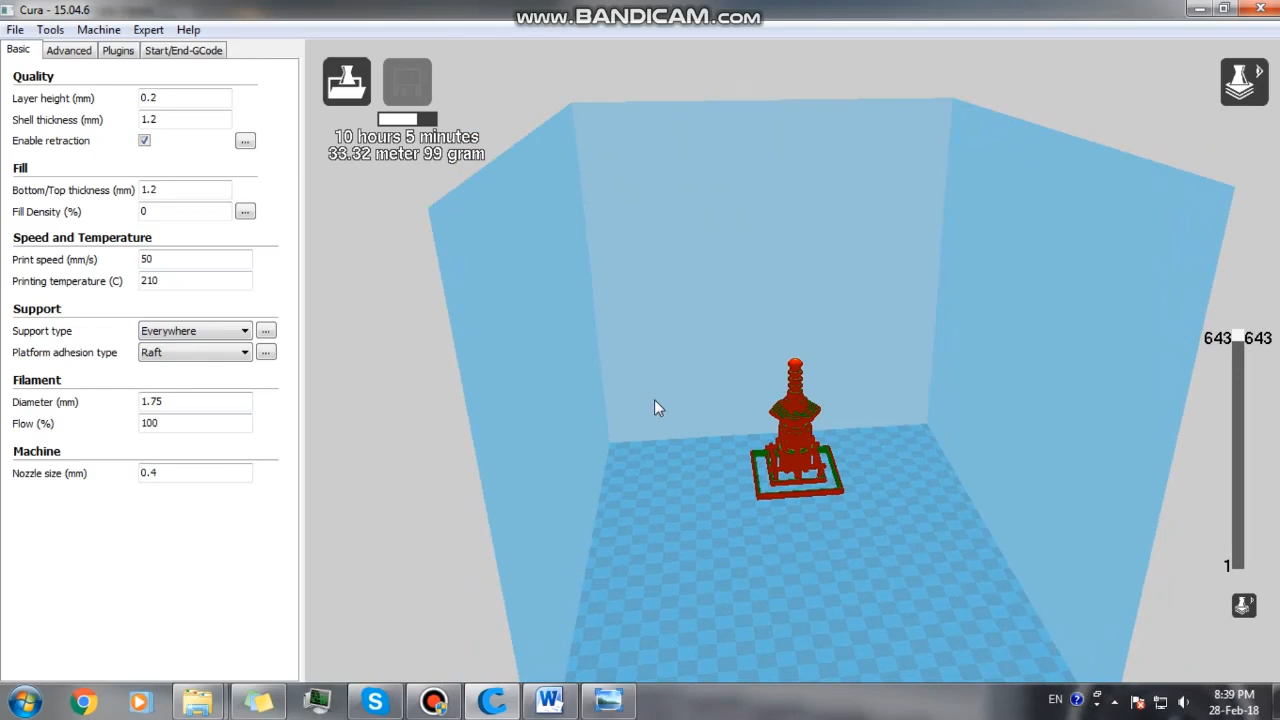 Cura - 15.04.6
www.BANDICAM.com
File Tools Machine Expert Help
Basic Advanced Plugins Start/End-GCode
Quality
Layer height (mm) 0.2
Shell thickness (mm) 1.2
Enable retraction ...
Fill
Bottom/Top thickness (mm) 1.2
Fill Density (%) 0 ...
Speed and Temperature
Print speed (mm/s) 50
Printing temperature (C) 210
Support
Support type Everywhere ...
Platform adhesion type Raft ...
Filament
Diameter (mm) 1.75
Flow (%) 100
Machine
Nozzle size (mm) 0.4
10 hours 5 minutes
33.32 meter 99 gram
643 643
1
EN
8:39 PM
28-Feb-18